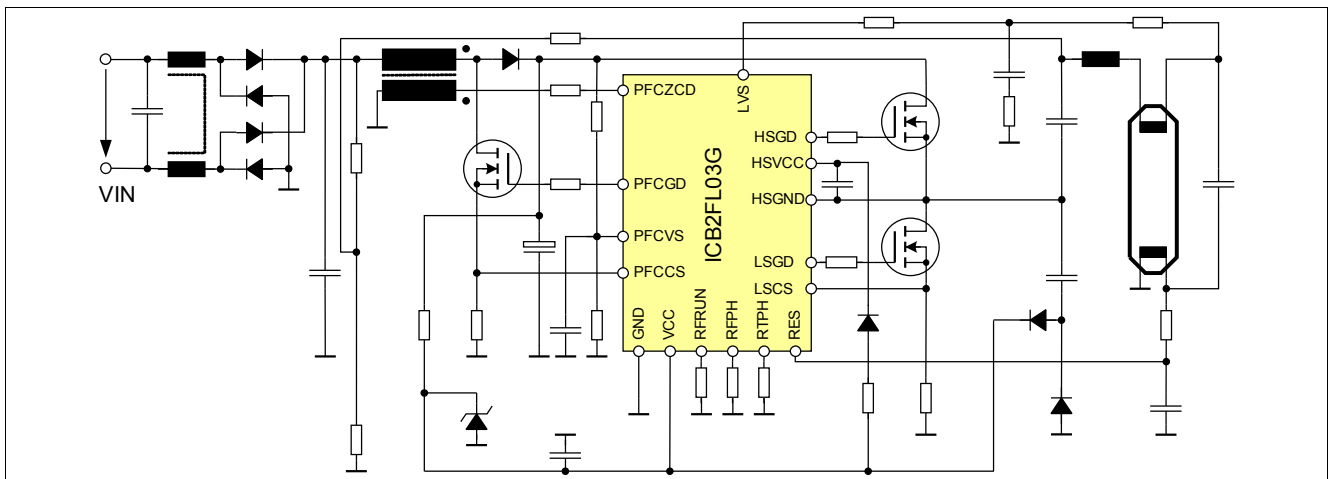 VIN
PFCZCD
PFCGD
PFCVS
PFCCS
LVS
ICB2FL03G
HSGD
HSVCC
HSGND
LSGD
LSCS
GND
VCC
RFRUN
RFPH
RTPH
RES